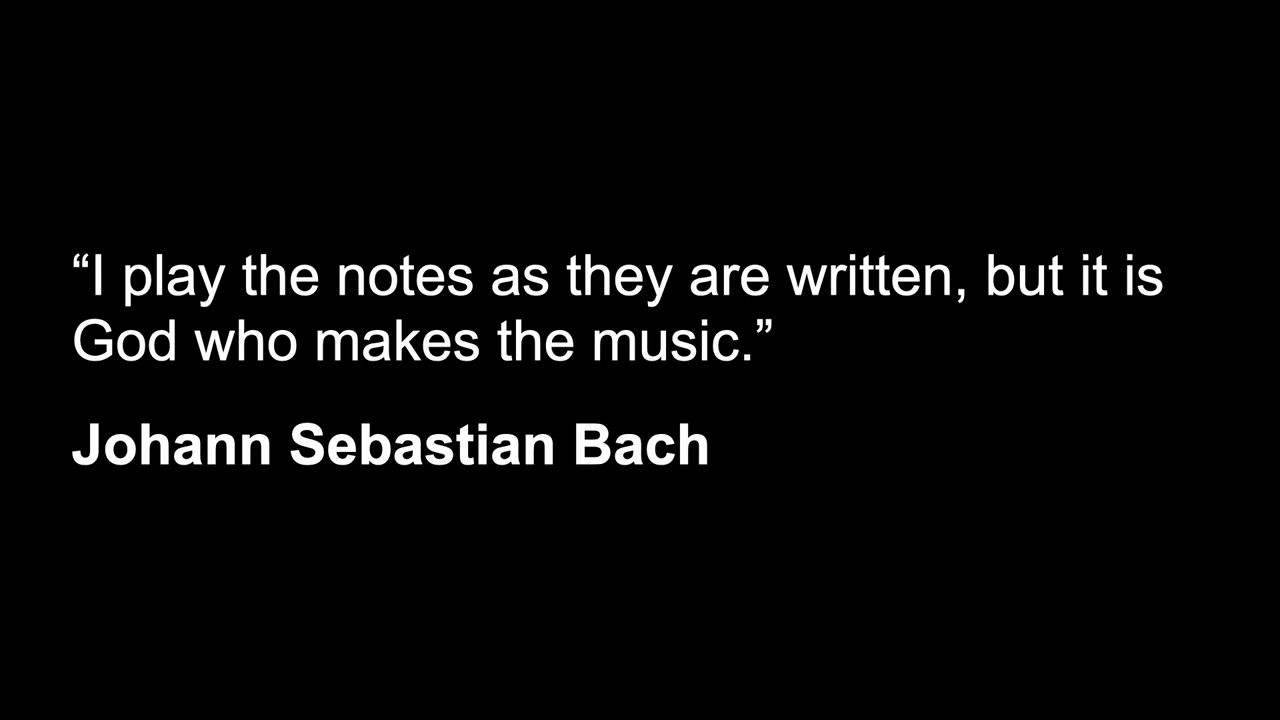 “I play the notes as they are written, but it is
God who makes the music.”
Johann Sebastian Bach